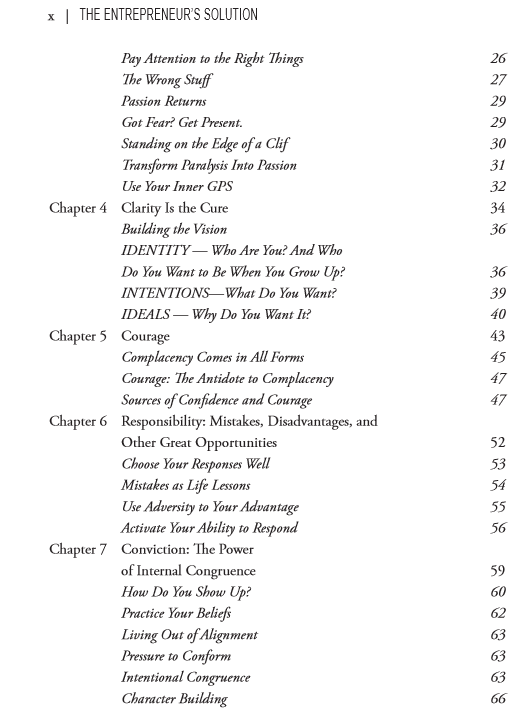 x | THE ENTREPRENEUR'S SOLUTION
Pay Attention to the Right Things 26
The Wrong Stuff 27
Passion Returns 29
Got Fear? Get Present. 29
Standing on the Edge of a Clif 30
Transform Paralysis Into Passion 31
Use Your Inner GPS 32
Chapter 4 Clarity Is the Cure 34
Building the Vision 36
IDENTITY — Who Are You? And Who
Do You Want to Be When You Grow Up? 36
INTENTIONS—What Do You Want? 39
IDEALS — Why Do You Want It? 40
Chapter 5 Courage 43
Complacency Comes in All Forms 45
Courage: The Antidote to Complacency 47
Sources of Confidence and Courage 47
Chapter 6 Responsibility: Mistakes, Disadvantages, and
Other Great Opportunities 52
Choose Your Responses Well 53
Mistakes as Life Lessons 54
Use Adversity to Your Advantage 55
Activate Your Ability to Respond 56
Chapter 7 Conviction: The Power
of Internal Congruence 59
How Do You Show Up? 60
Practice Your Beliefs 62
Living Out of Alignment 63
Pressure to Conform 63
Intentional Congruence 63
Character Building 66